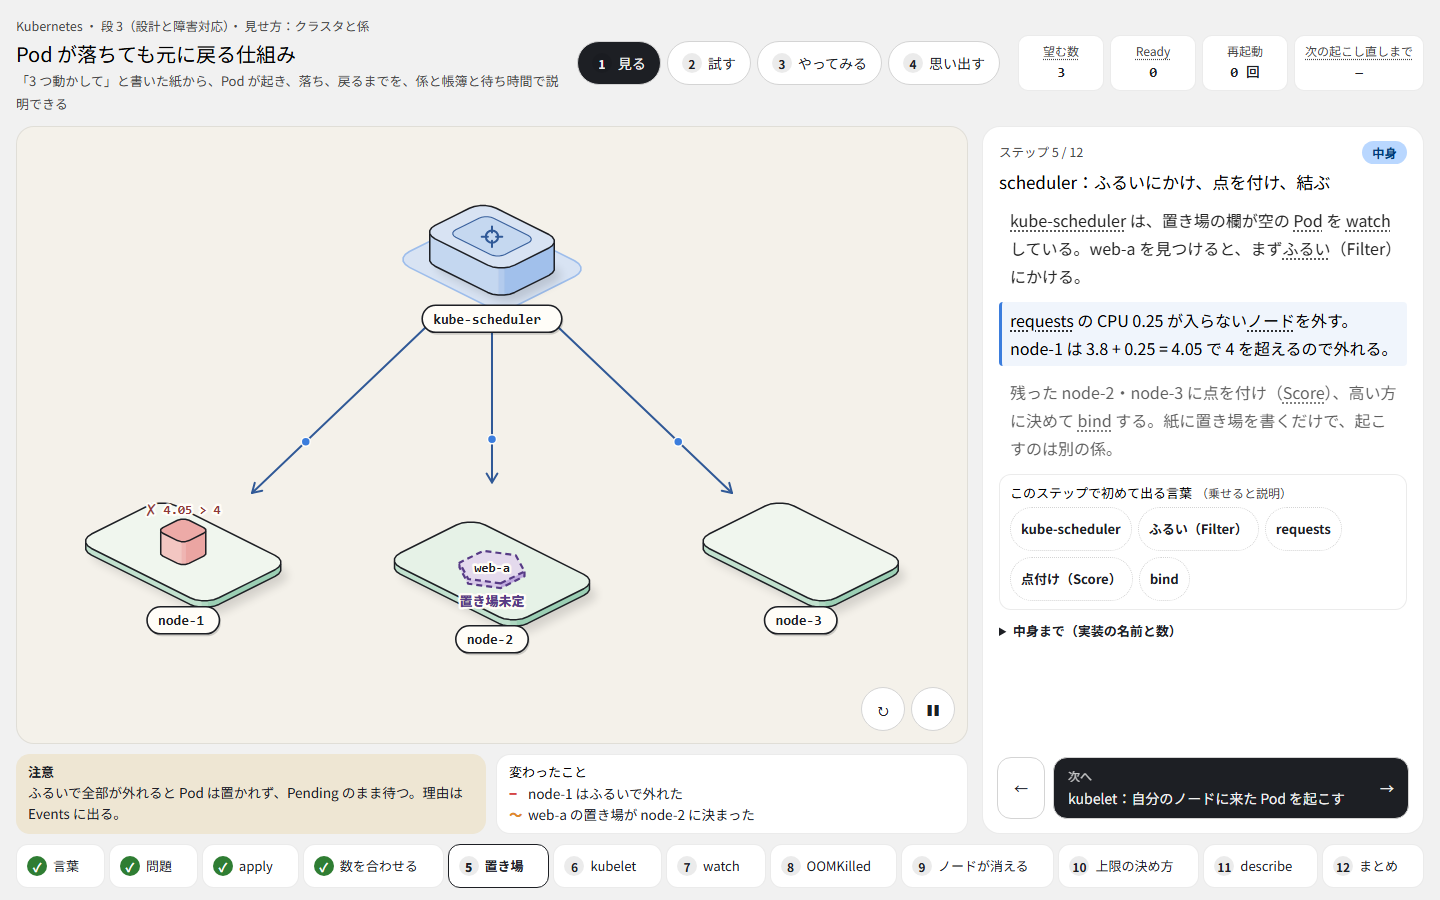 Kubernetes ・ 段 3（設計と障害対応）・ 見せ方：クラスタと係
Pod が落ちても元に戻る仕組み
「3 つ動かして」と書いた紙から、Pod が起き、落ち、戻るまでを、係と帳簿と待ち時間で説
明できる
1 見る
2 試す
3 やってみる
4 思い出す
望む数
3
Ready
0
再起動
0 回
次の起こし直しまで
–
kube-scheduler
✗ 4.05 > 4
node-1
web-a
置き場未定
node-2
node-3
↻
注意
ふるいで全部が外れると Pod は置かれず、Pending のまま待つ。理由は
Events に出る。
変わったこと
− node-1 はふるいで外れた
〜 web-a の置き場が node-2 に決まった
ステップ 5 / 12
中身
scheduler：ふるいにかけ、点を付け、結ぶ
kube-scheduler は、置き場の欄が空の Pod を watch
している。web-a を見つけると、まずふるい（Filter）
にかける。
requests の CPU 0.25 が入らないノードを外す。
node-1 は 3.8 + 0.25 = 4.05 で 4 を超えるので外れる。
残った node-2・node-3 に点を付け（Score）、高い方
に決めて bind する。紙に置き場を書くだけで、起こ
すのは別の係。
このステップで初めて出る言葉 （乗せると説明）
kube-scheduler
ふるい（Filter）
requests
点付け（Score）
bind
▶ 中身まで（実装の名前と数）
←
次へ
kubelet：自分のノードに来た Pod を起こす
→
✓ 言葉
✓ 問題
✓ apply
✓ 数を合わせる
5 置き場
6 kubelet
7 watch
8 OOMKilled
9 ノードが消える
10 上限の決め方
11 describe
12 まとめ